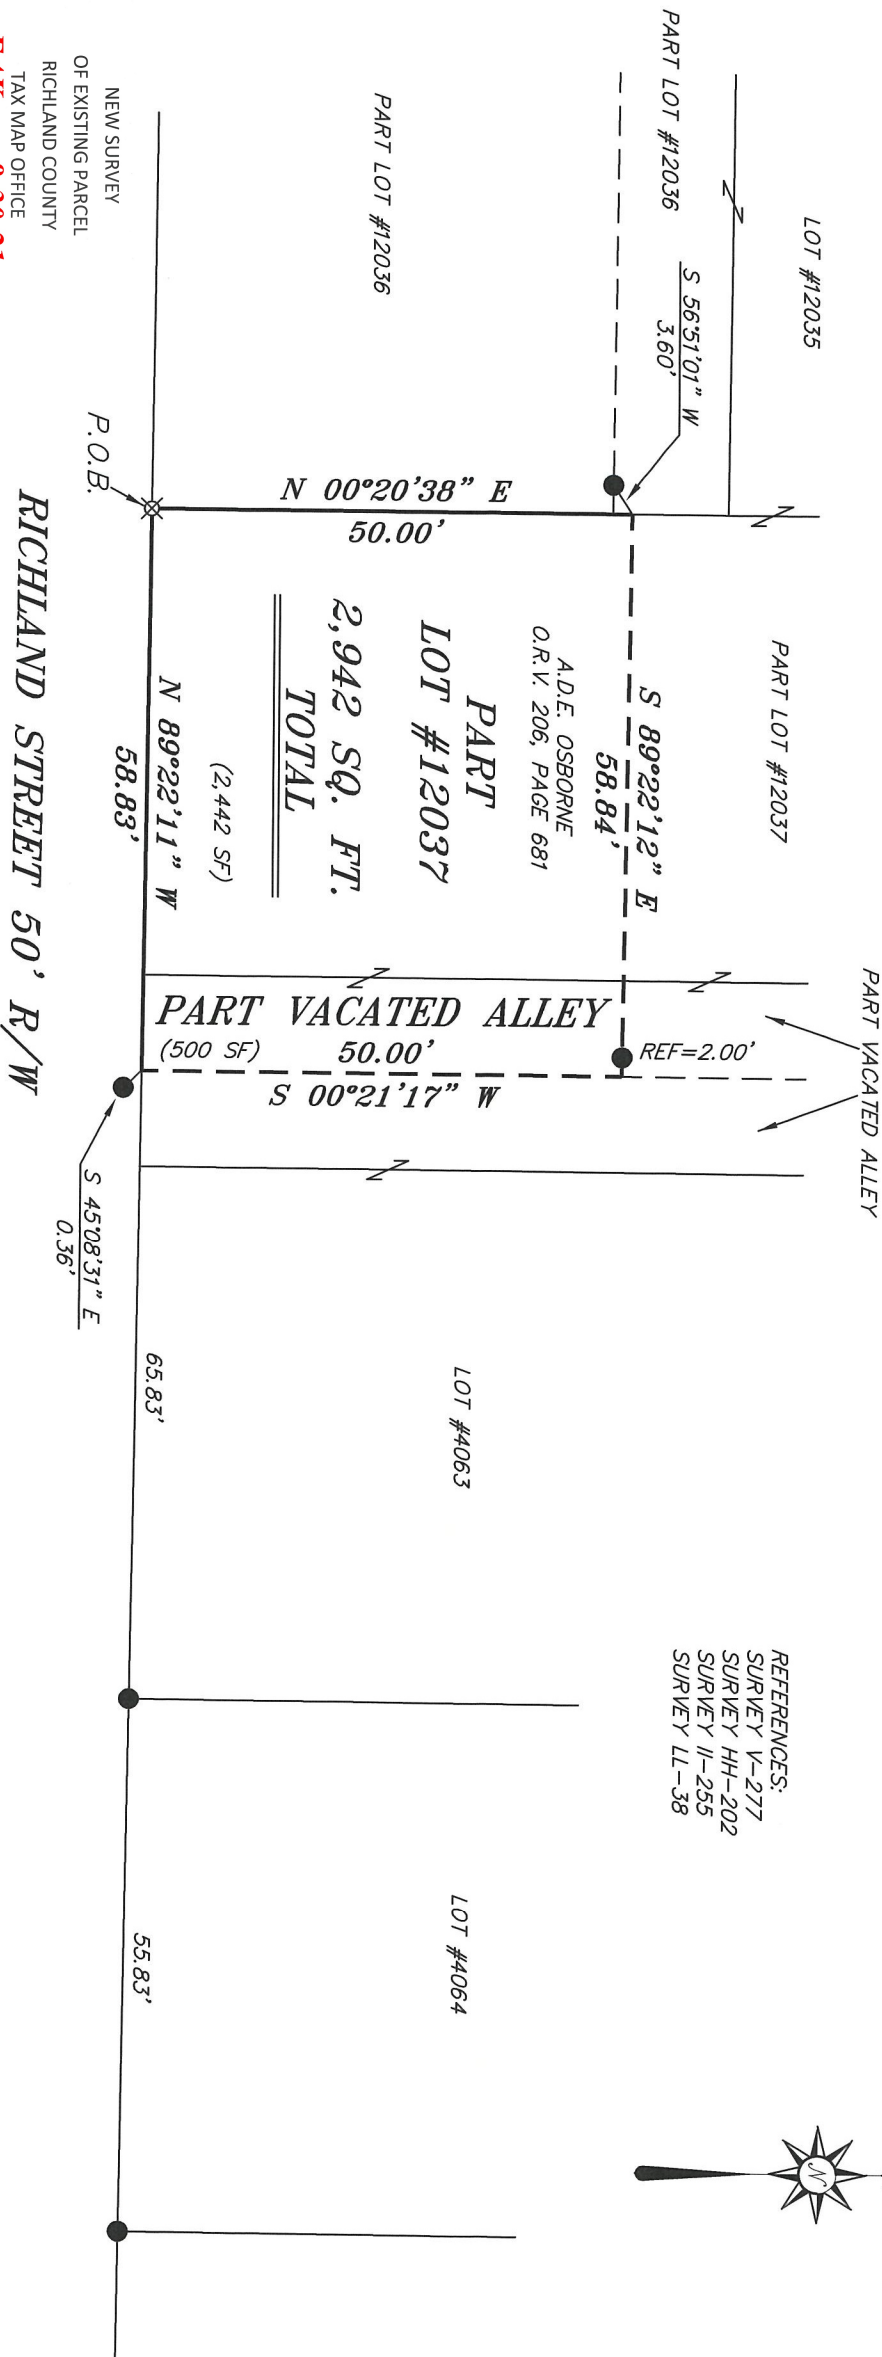 LOT #12035
PART LOT #12036
S 56°51'01" W
3.60'
PART LOT #12036
NEW SURVEY
OF EXISTING PARCEL
RICHLAND COUNTY
TAX MAP OFFICE
P.O.B.
N 00°20'38" E
50.00'
PART LOT #12037
S 89°22'12" E
58.84'
A.D.E. OSBORNE
O.R.V. 206, PAGE 681
PART
LOT #12037
2,942 SQ. FT.
TOTAL
(2,442 SF)
N 89°22'11" W
58.83'
RICHLAND STREET 50' R/W
PART VACATED ALLEY
PART VACATED ALLEY
(500 SF)
50.00'
REF=2.00'
S 00°21'17" W
S 45°08'31" E
0.36'
65.83'
LOT #4063
REFERENCES:
SURVEY V-277
SURVEY HH-202
SURVEY II-255
SURVEY LL-38
LOT #4064
55.83'
N